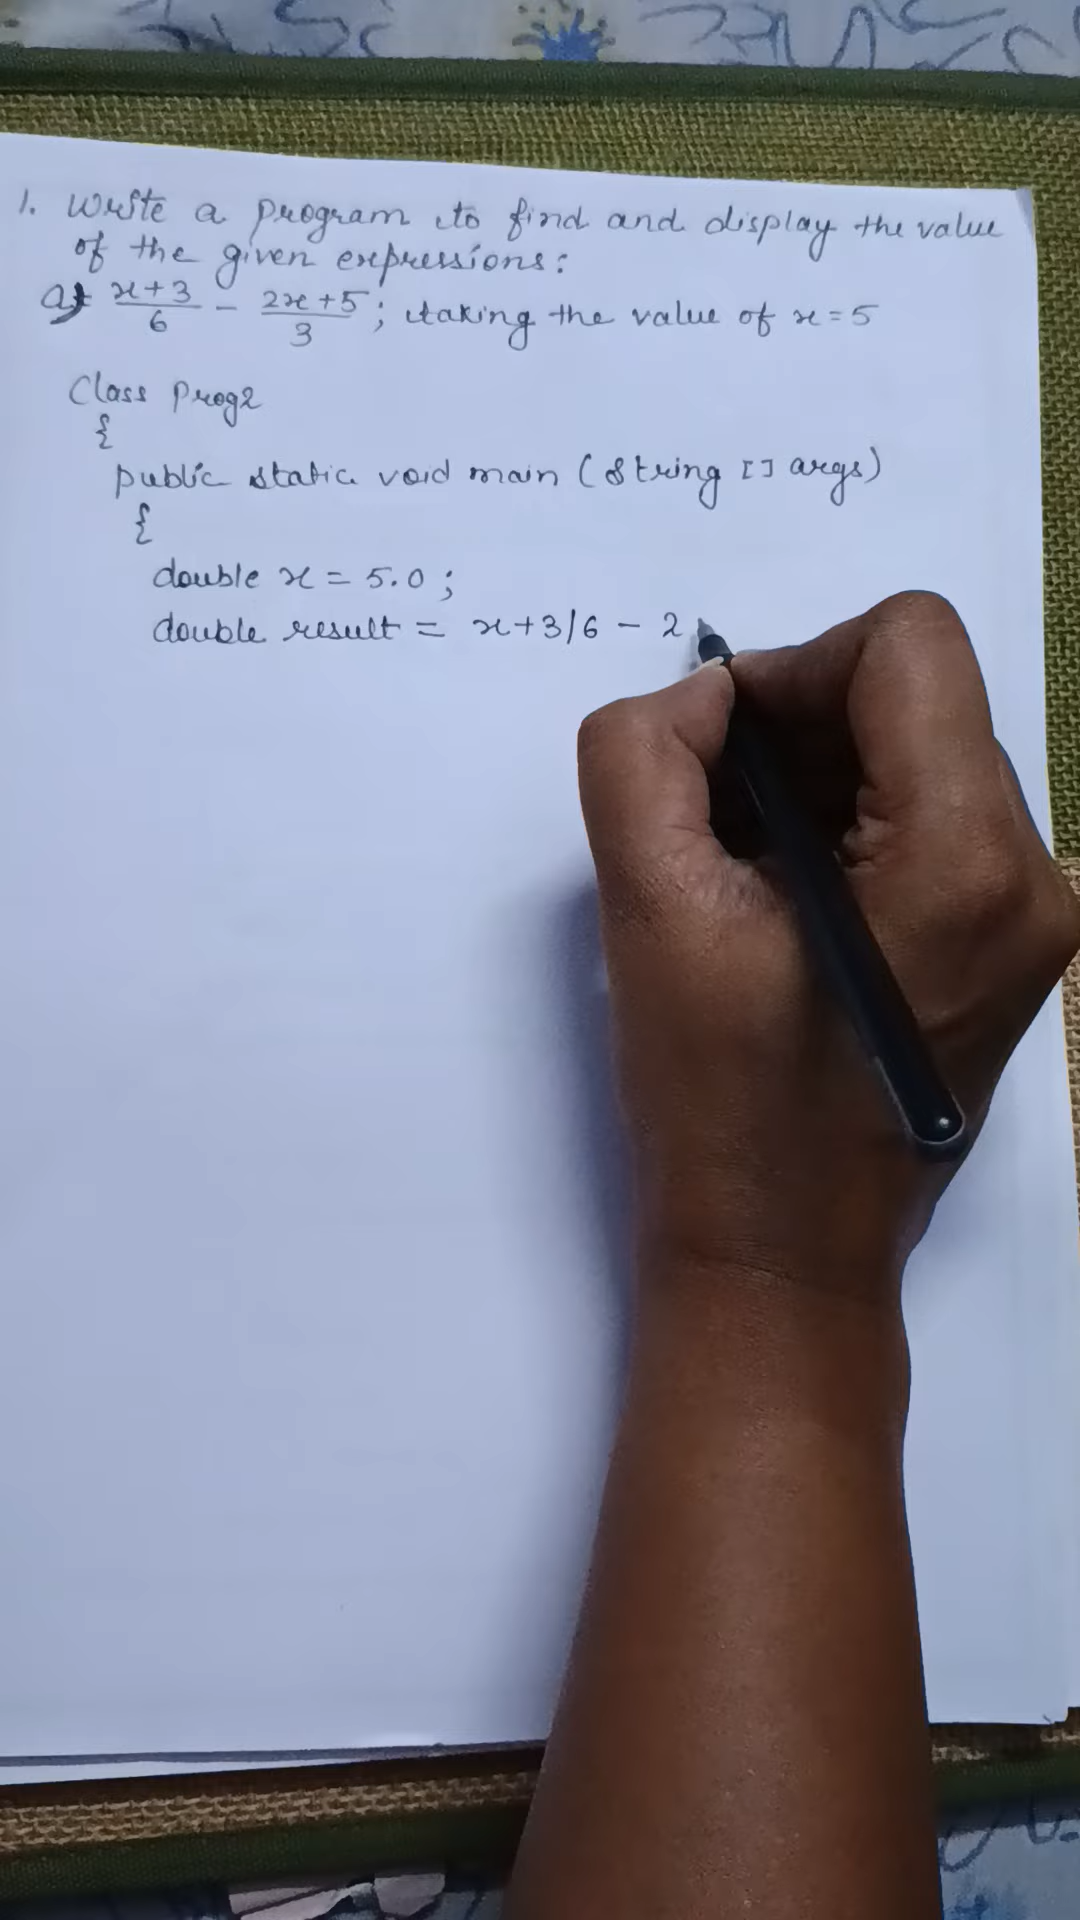 1. Write a program to find and display the value
of the given expressions:
a) x+3/6 - 2x+5/3 ; taking the value of x=5
Class Prog2
{
public static void main (String [] args)
{
double x = 5.0 ;
double result = x+3/6 - 2